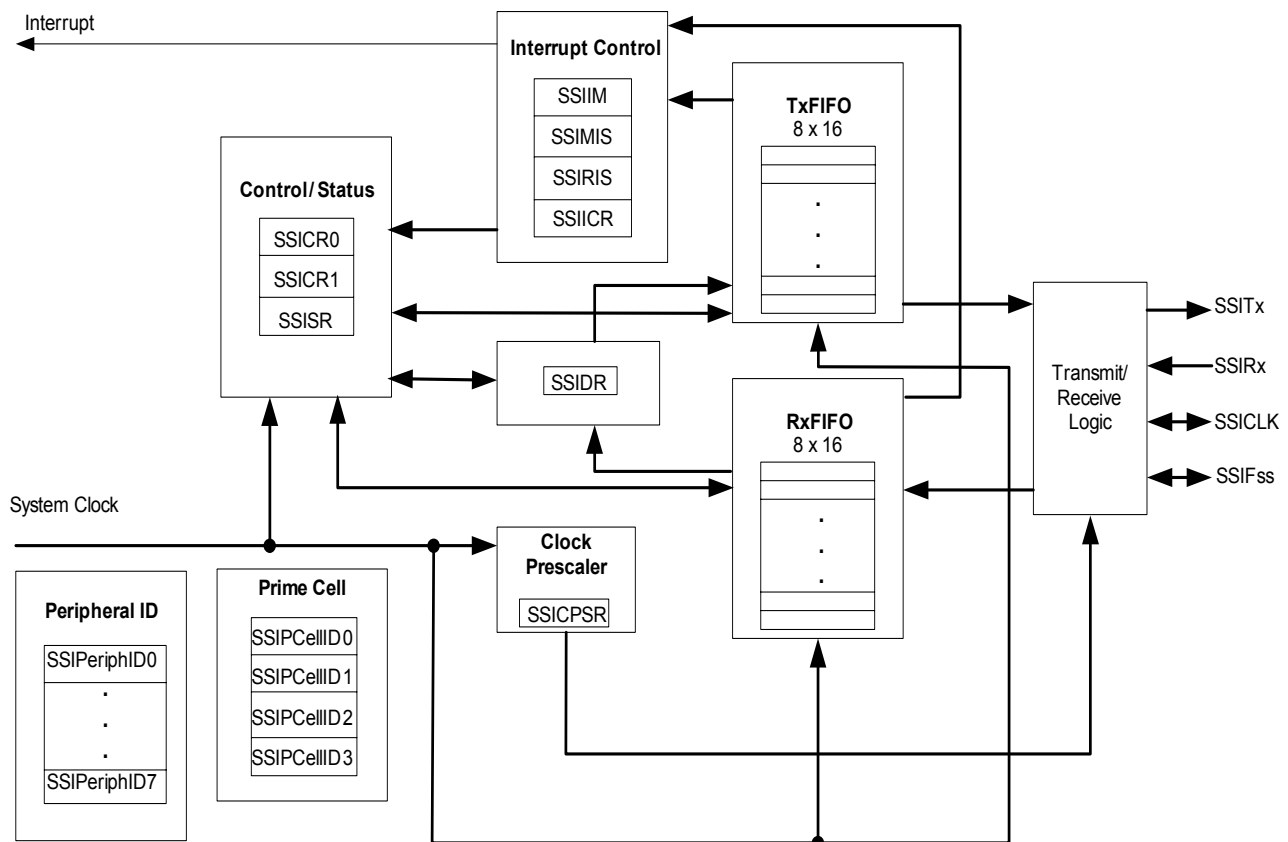 Interrupt
Interrupt Control
SSIIM
SSIMIS
SSIRIS
SSIICR
TxFIFO
8 x 16
.
.
.
Control/ Status
SSICR0
SSICR1
SSISR
SSIDR
RxFIFO
8 x 16
.
.
.
Transmit/
Receive
Logic
SSITx
SSIRx
SSICLK
SSIFss
System Clock
Clock
Prescaler
SSICPSR
Peripheral ID
SSIPeriphID0
.
.
.
SSIPeriphID7
Prime Cell
SSIPCellID0
SSIPCellID1
SSIPCellID2
SSIPCellID3